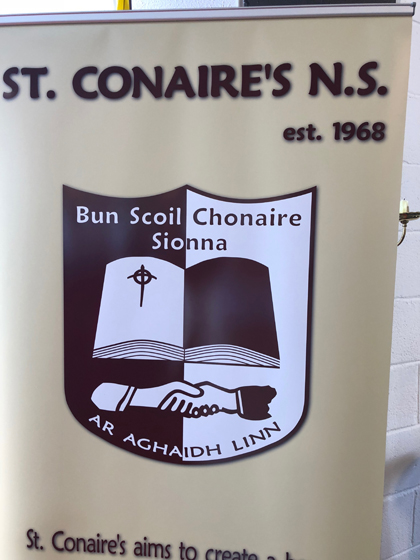 ST. CONAIRE'S N.S.
est. 1968
Bun Scoil Chonaire
Sionna
AR AGHAIDH LINN
St. Conaire's aims to create a